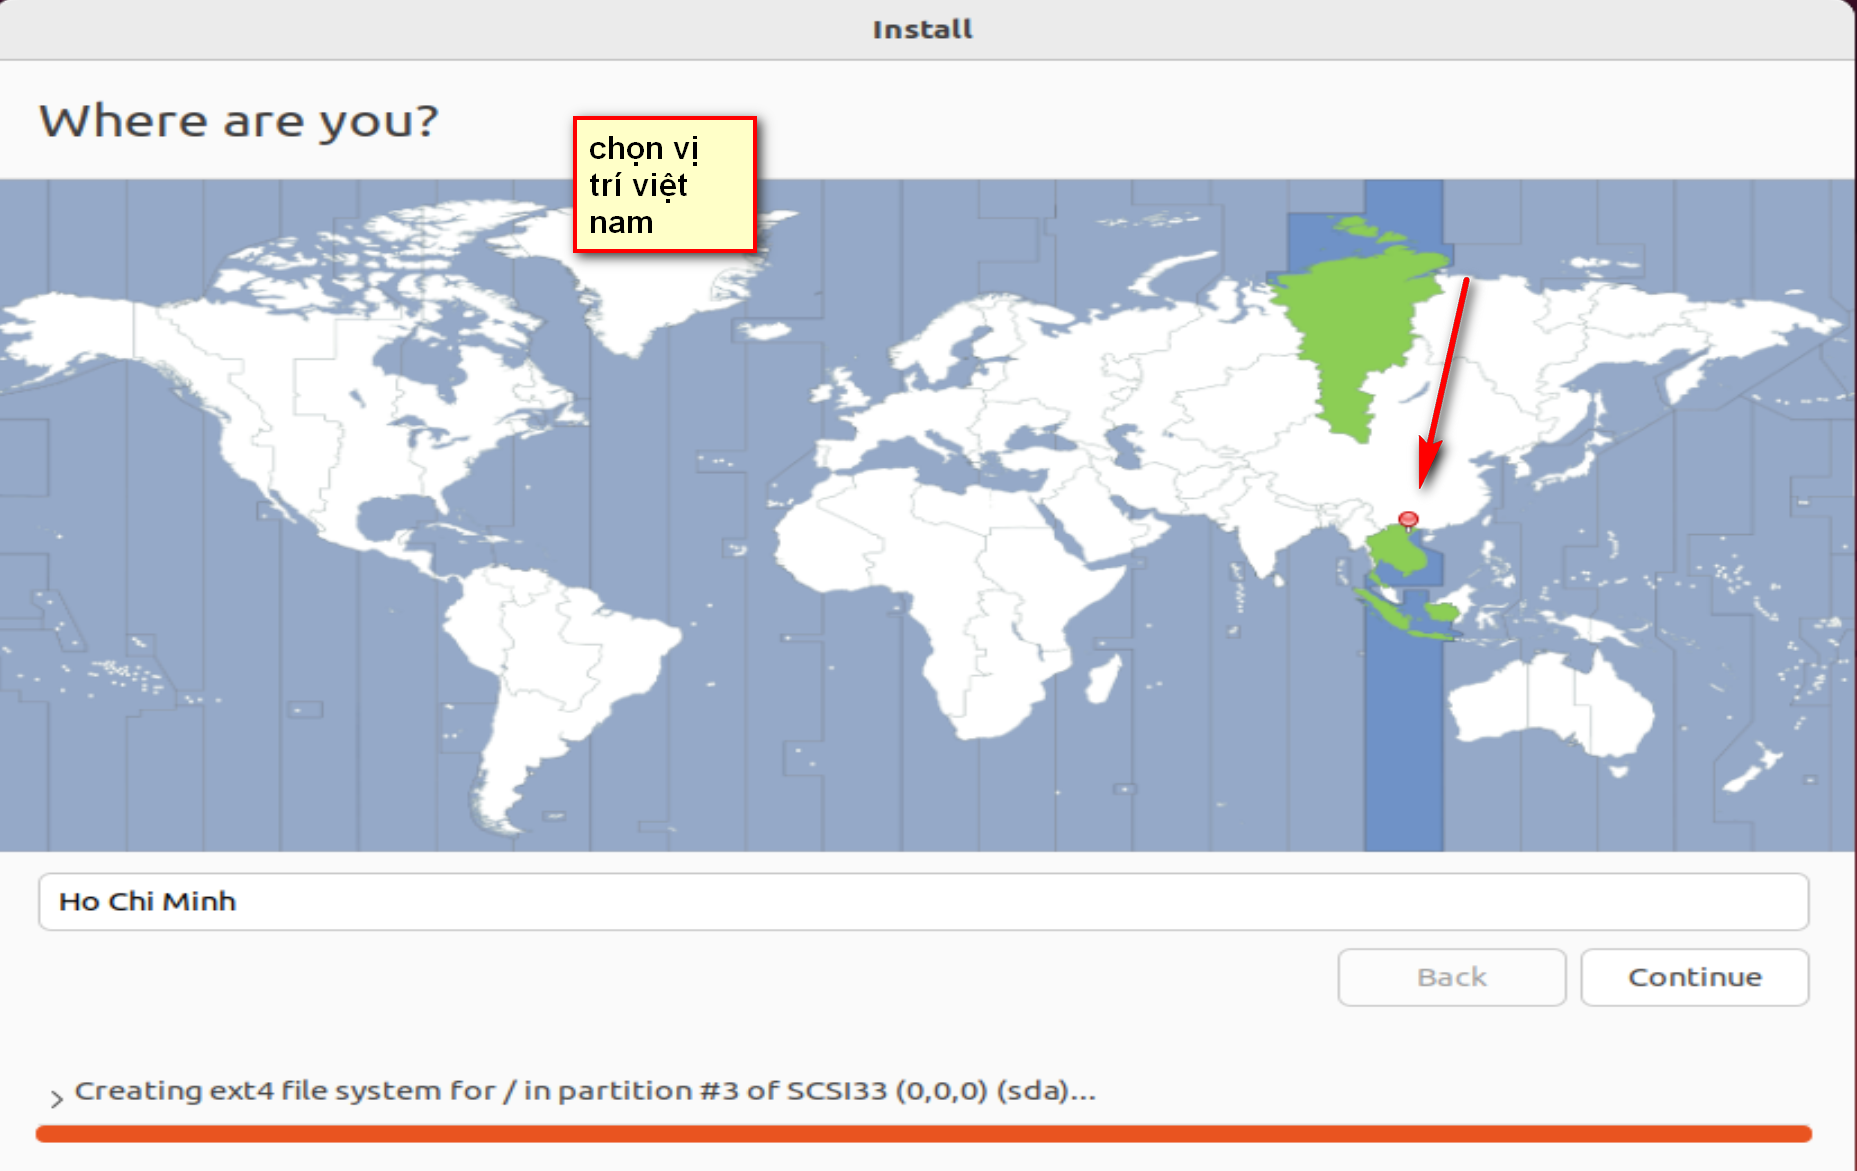 Install
Where are you?
chọn vị
trí việt
nam
Ho Chi Minh
Back
Continue
Creating ext4 file system for / in partition #3 of SCSI33 (0,0,0) (sda)...